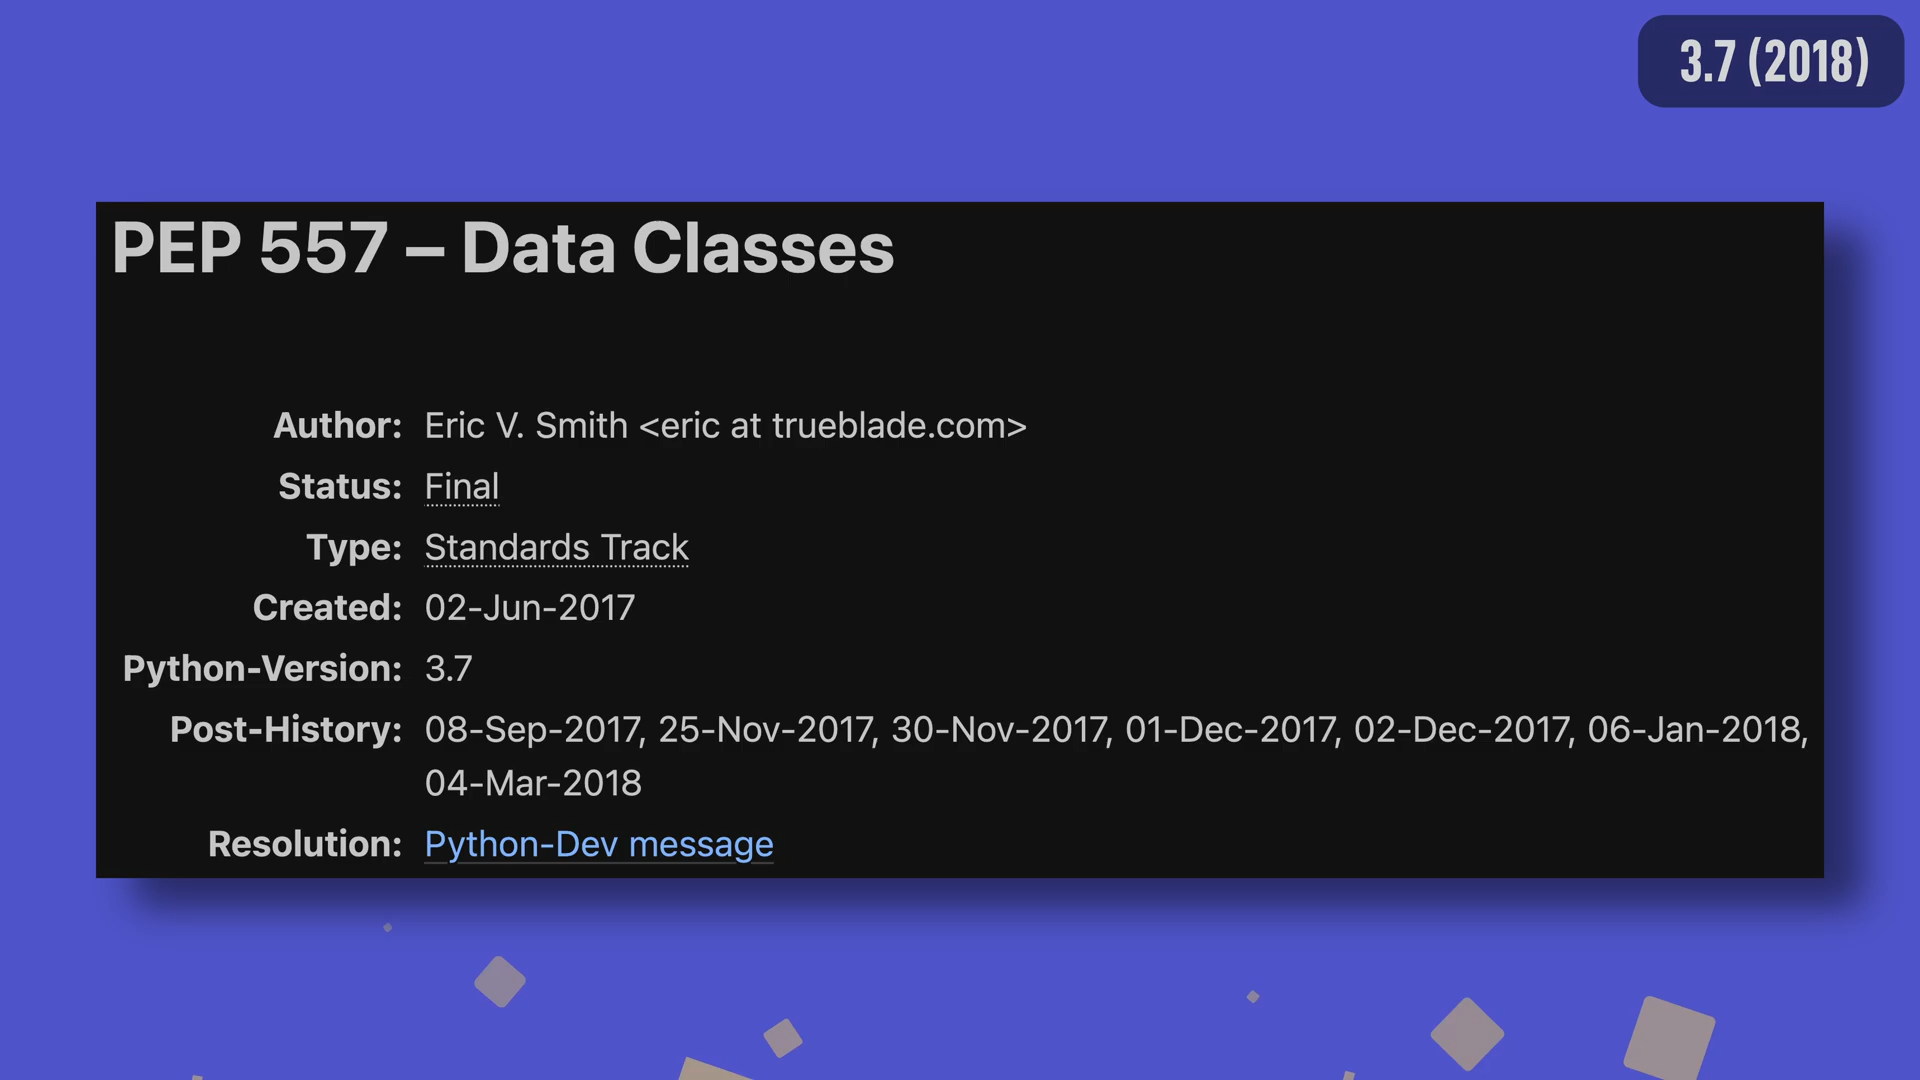 3.7 (2018)
PEP 557 – Data Classes
Author: Eric V. Smith <eric at trueblade.com>
Status: Final
Type: Standards Track
Created: 02-Jun-2017
Python-Version: 3.7
Post-History: 08-Sep-2017, 25-Nov-2017, 30-Nov-2017, 01-Dec-2017, 02-Dec-2017, 06-Jan-2018,
04-Mar-2018
Resolution: Python-Dev message